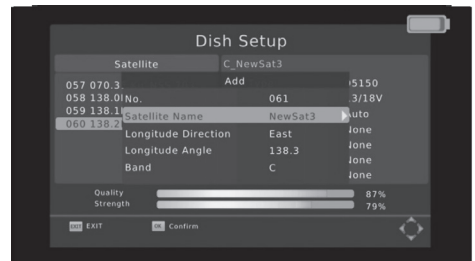 Dish Setup
Satellite C_NewSat3
Add
057 070.3 5150
058 138.0 No. 061 .3/18V
059 138.1 Satellite Name NewSat3 Auto
060 138.2 Longitude Direction East None
Longitude Angle 138.3 None
Band C None
None
Quality 87%
Strength 79%
EXIT EXIT OK Confirm